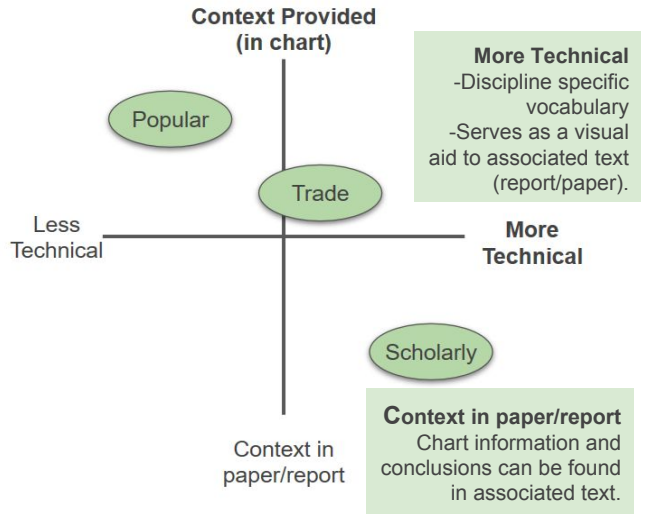 Context Provided
(in chart)
More Technical
-Discipline specific
vocabulary
-Serves as a visual
aid to associated text
(report/paper).
Popular
Trade
Less
Technical
More
Technical
Scholarly
Context in
paper/report
Context in paper/report
Chart information and
conclusions can be found
in associated text.